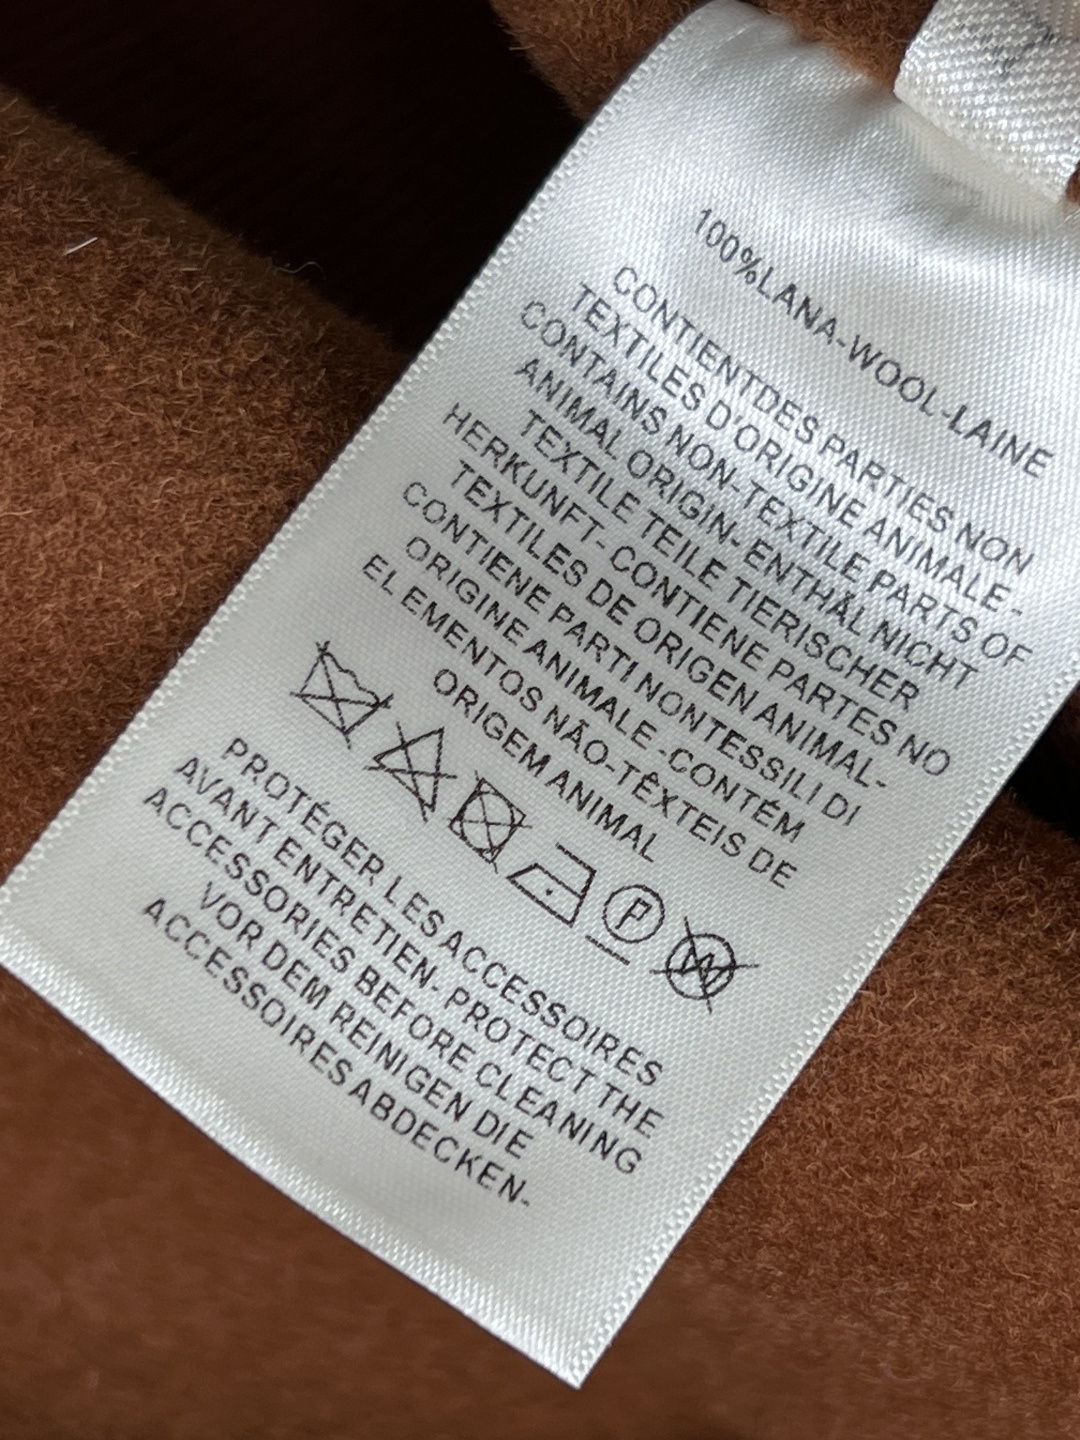 100%LANA-WOOL-LAINE
CONTIENTDES PARTIES NON
TEXTILES D'ORIGINE ANIMALE-
CONTAINS NON-TEXTILE PARTS OF
ANIMAL ORIGIN-ENTHÄLNICHT
TEXTILE TEILE TIERISCHER
HERKUNFT-CONTIENE PARTES NO
TEXTILES DE ORIGEN ANIMAL-
CONTIENE PARTI NONTESSILI DI
ORIGINE ANIMALE-CONTÉM
ELEMENTOS NÃO-TÊXTEIS DE
ORIGEM ANIMAL
P
W
PROTÉGER LES ACCESSOIRES
AVANT ENTRETIEN-PROTECT THE
ACCESSORIES BEFORE CLEANING
VOR DEM REINIGEN DIE
ACCESSOIRES ABDECKEN-